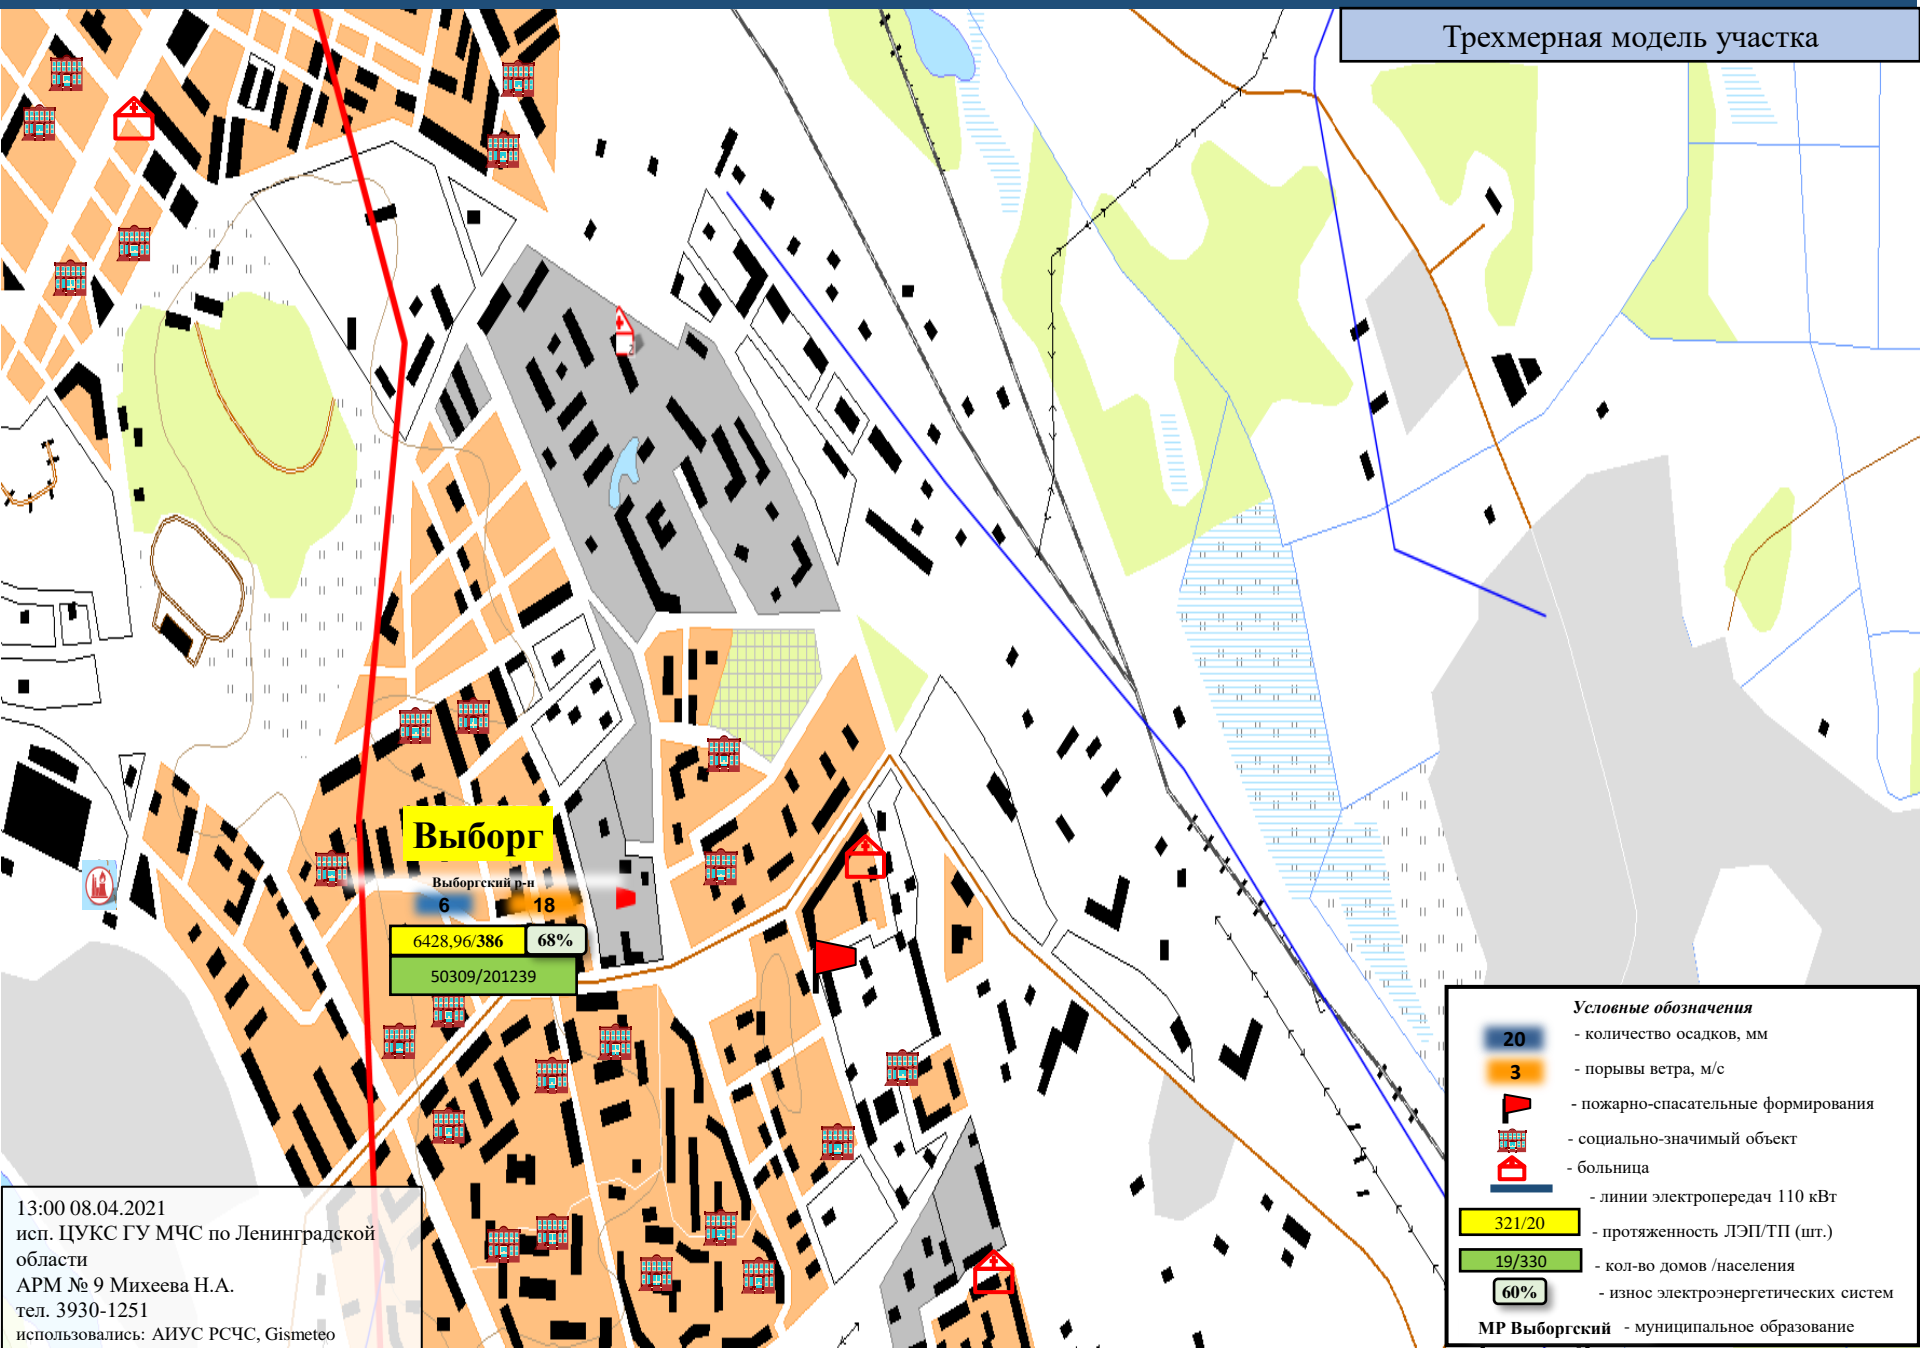 Трехмерная модель участка
Выборг
Выборгский р-н
6 18
6428,96/386 68%
50309/201239
Условные обозначения
20 - количество осадков, мм
3 - порывы ветра, м/с
- пожарно-спасательные формирования
- социально-значимый объект
- больница
- линии электропередач 110 кВт
321/20 - протяженность ЛЭП/ТП (шт.)
19/330 - кол-во домов /населения
60% - износ электроэнергетических систем
МР Выборгский - муниципальное образование
13:00 08.04.2021
исп. ЦУКС ГУ МЧС по Ленинградской
области
АРМ № 9 Михеева Н.А.
тел. 3930-1251
использовались: АИУС РСЧС, Gismeteo